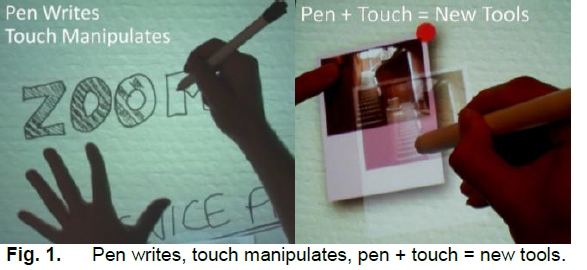 Pen Writes
Touch Manipulates
Pen + Touch = New Tools
ZOOM
NICE
Fig. 1. Pen writes, touch manipulates, pen + touch = new tools.